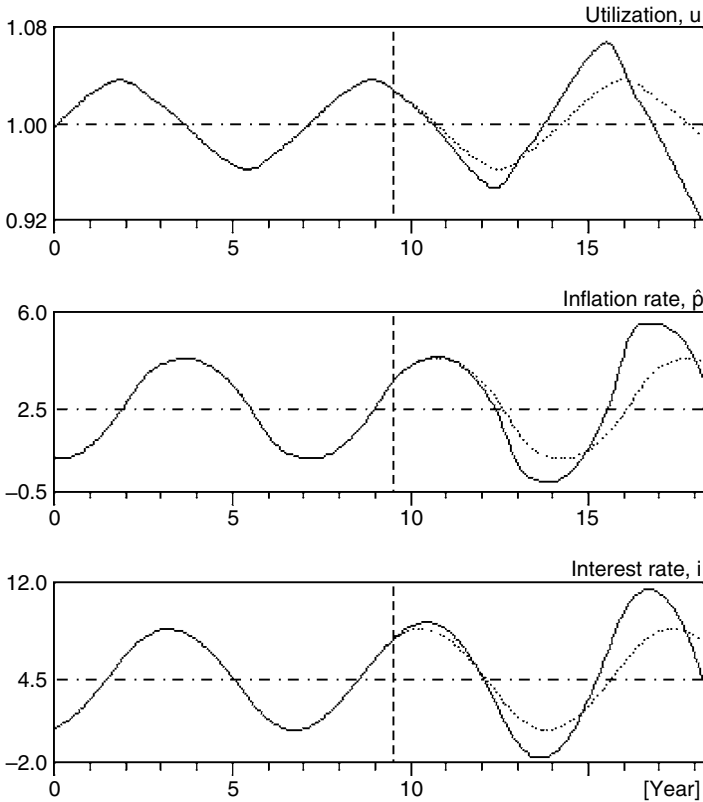 Utilization, u
1.08
1.00
0.92
0 5 10 15
Inflation rate, p̂
6.0
2.5
–0.5
0 5 10 15
Interest rate, i
12.0
4.5
–2.0
0 5 10 [Year]